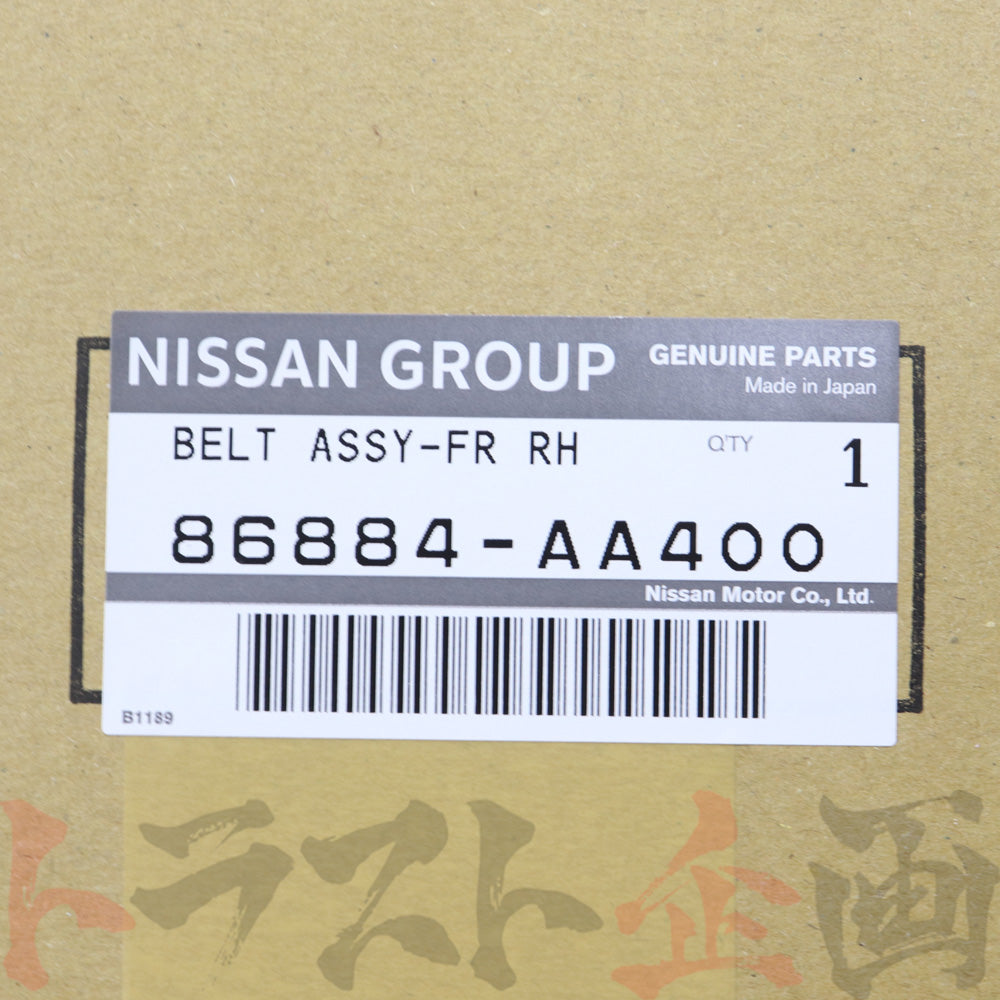 NISSAN GROUP
GENUINE PARTS
Made in Japan
BELT ASSY-FR RH
Q'TY 1
86884-AA400
Nissan Motor Co., Ltd.
B1189
トラスト企画